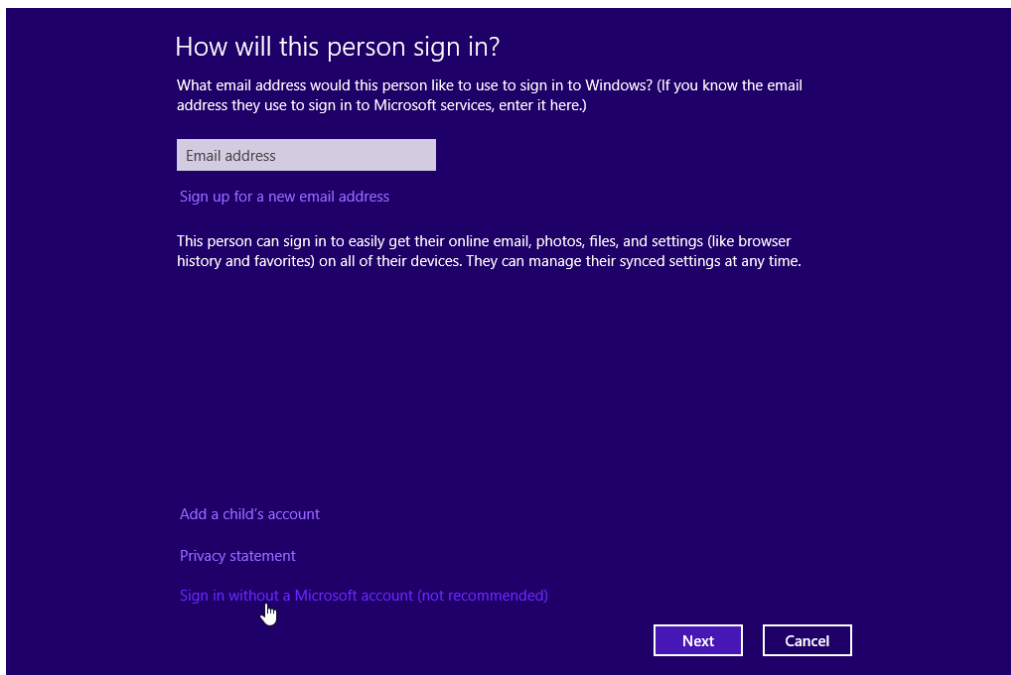 How will this person sign in?
What email address would this person like to use to sign in to Windows? (If you know the email
address they use to sign in to Microsoft services, enter it here.)
Email address
Sign up for a new email address
This person can sign in to easily get their online email, photos, files, and settings (like browser
history and favorites) on all of their devices. They can manage their synced settings at any time.
Add a child's account
Privacy statement
Sign in without a Microsoft account (not recommended)
Next Cancel